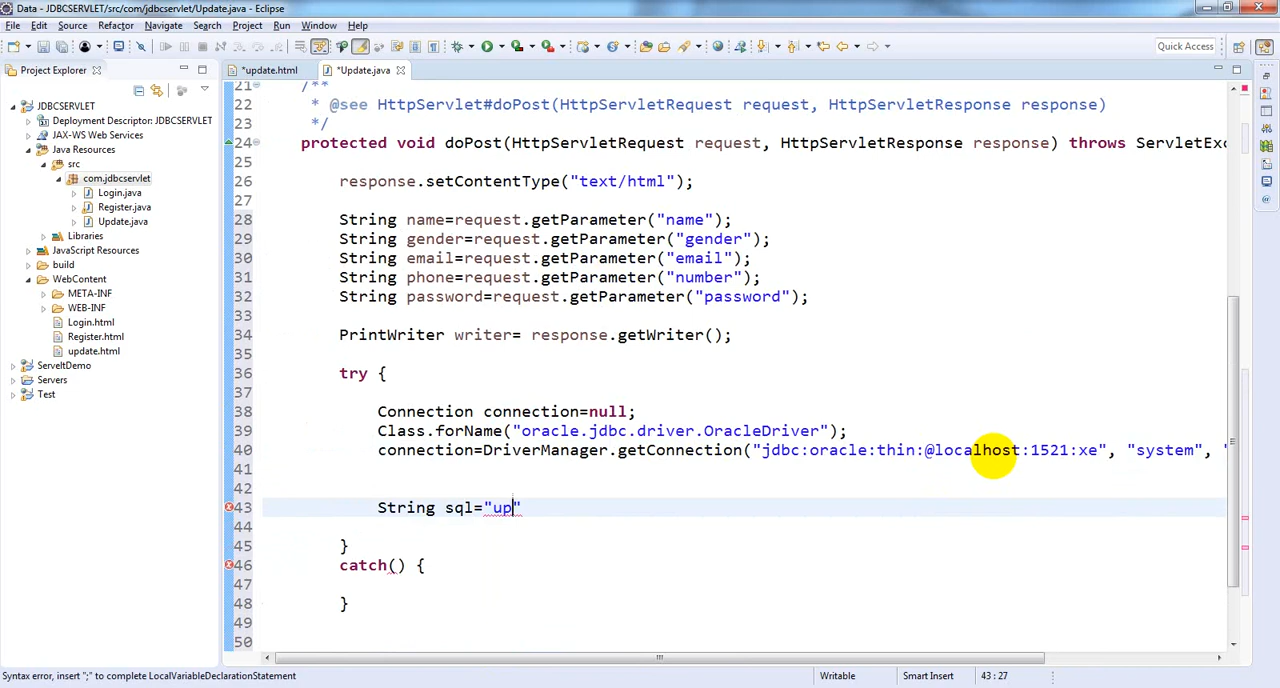 Data - JDBCSERVLET/src/com/jdbcservlet/Update.java - Eclipse
File Edit Source Refactor Navigate Search Project Run Window Help
Quick Access
Project Explorer
*update.html
*Update.java
JDBCSERVLET
Deployment Descriptor: JDBCSERVLET
JAX-WS Web Services
Java Resources
src
com.jdbcservlet
Login.java
Register.java
Update.java
Libraries
JavaScript Resources
build
WebContent
META-INF
WEB-INF
Login.html
Register.html
update.html
ServeltDemo
Servers
Test
21 /**
22 * @see HttpServlet#doPost(HttpServletRequest request, HttpServletResponse response)
23 */
24 protected void doPost(HttpServletRequest request, HttpServletResponse response) throws ServletExc
25
26 response.setContentType("text/html");
27
28 String name=request.getParameter("name");
29 String gender=request.getParameter("gender");
30 String email=request.getParameter("email");
31 String phone=request.getParameter("number");
32 String password=request.getParameter("password");
33
34 PrintWriter writer= response.getWriter();
35
36 try {
37
38 Connection connection=null;
39 Class.forName("oracle.jdbc.driver.OracleDriver");
40 connection=DriverManager.getConnection("jdbc:oracle:thin:@localhost:1521:xe", "system", "
41
42
43 String sql="up"
44
45 }
46 catch() {
47
48 }
49
50
Syntax error, insert ";" to complete LocalVariableDeclarationStatement
Writable
Smart Insert
43 : 27